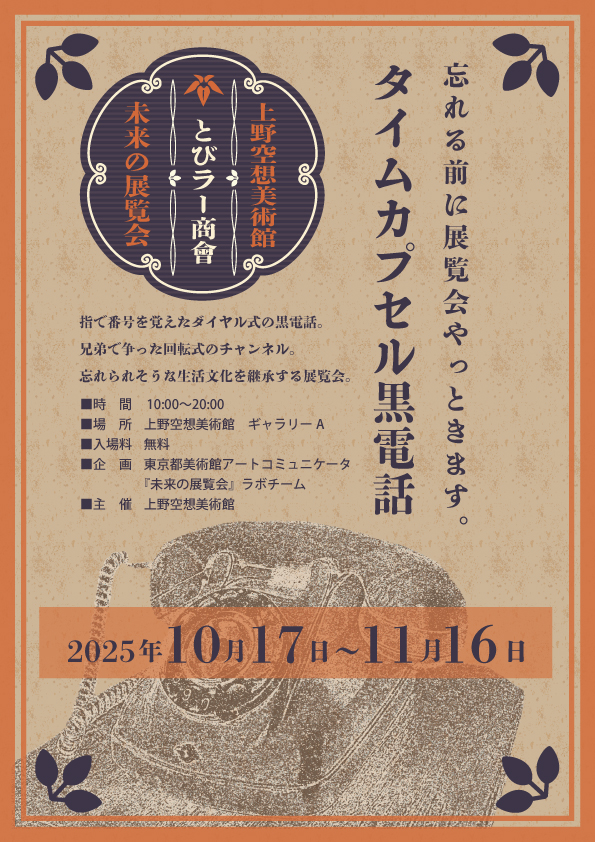 忘れる前に展覧会やっときます。
タイムカプセル黒電話
上野空想美術館
とびラー商會
未来の展覧会
指で番号を覚えたダイヤル式の黒電話。
兄弟で争った回転式のチャンネル。
忘れられそうな生活文化を継承する展覧会。
■時　間　10:00〜20:00
■場　所　上野空想美術館　ギャラリーA
■入場料　無料
■企　画　東京都美術館アートコミュニケータ
『未来の展覧会』ラボチーム
■主　催　上野空想美術館
2025年10月17日〜11月16日